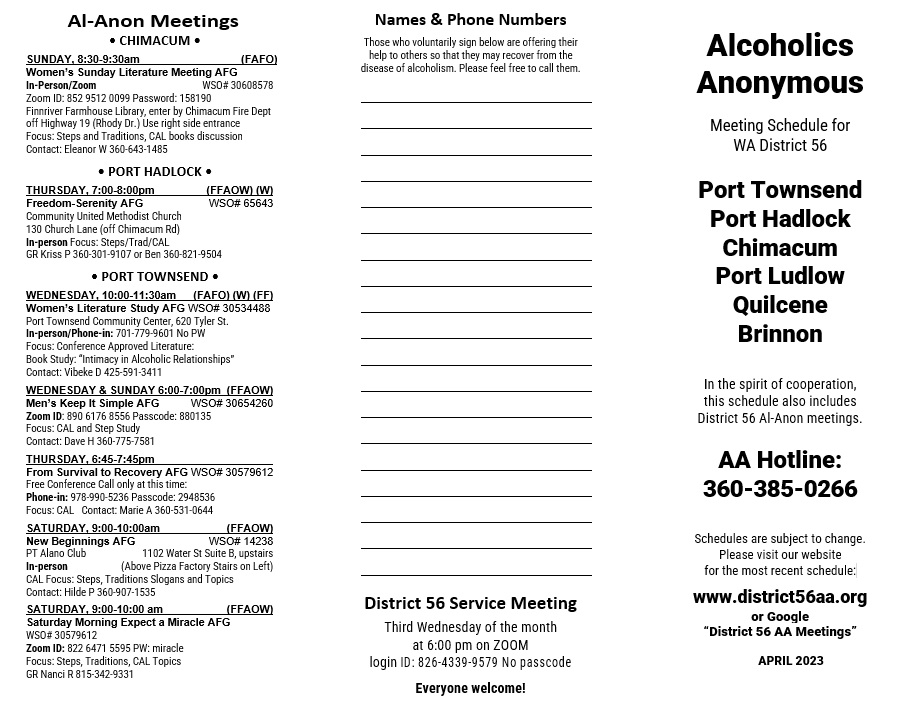 Al-Anon Meetings
• CHIMACUM •
SUNDAY, 8:30-9:30am (FAFO)
Women's Sunday Literature Meeting AFG
In-Person/Zoom WSO# 30608578
Zoom ID: 852 9512 0099 Password: 158190
Finnriver Farmhouse Library, enter by Chimacum Fire Dept
off Highway 19 (Rhody Dr.) Use right side entrance
Focus: Steps and Traditions, CAL books discussion
Contact: Eleanor W 360-643-1485
• PORT HADLOCK •
THURSDAY, 7:00-8:00pm (FFAOW) (W)
Freedom-Serenity AFG WSO# 65643
Community United Methodist Church
130 Church Lane (off Chimacum Rd)
In-person Focus: Steps/Trad/CAL
GR Kriss P 360-301-9107 or Ben 360-821-9504
• PORT TOWNSEND •
WEDNESDAY, 10:00-11:30am (FAFO) (W) (FF)
Women's Literature Study AFG WSO# 30534488
Port Townsend Community Center, 620 Tyler St.
In-person/Phone-in: 701-779-9601 No PW
Focus: Conference Approved Literature:
Book Study: "Intimacy in Alcoholic Relationships"
Contact: Vibeke D 425-591-3411
WEDNESDAY & SUNDAY 6:00-7:00pm (FFAOW)
Men's Keep It Simple AFG WSO# 30654260
Zoom ID: 890 6176 8556 Passcode: 880135
Focus: CAL and Step Study
Contact: Dave H 360-775-7581
THURSDAY, 6:45-7:45pm
From Survival to Recovery AFG WSO# 30579612
Free Conference Call only at this time:
Phone-in: 978-990-5236 Passcode: 2948536
Focus: CAL Contact: Marie A 360-531-0644
SATURDAY, 9:00-10:00am (FFAOW)
New Beginnings AFG WSO# 14238
PT Alano Club 1102 Water St Suite B, upstairs
In-person (Above Pizza Factory Stairs on Left)
CAL Focus: Steps, Traditions Slogans and Topics
Contact: Hilde P 360-907-1535
SATURDAY, 9:00-10:00 am (FFAOW)
Saturday Morning Expect a Miracle AFG
WSO# 30579612
Zoom ID: 822 6471 5595 PW: miracle
Focus: Steps, Traditions, CAL Topics
GR Nanci R 815-342-9331
Names & Phone Numbers
Those who voluntarily sign below are offering their
help to others so that they may recover from the
disease of alcoholism. Please feel free to call them.
District 56 Service Meeting
Third Wednesday of the month
at 6:00 pm on ZOOM
login ID: 826-4339-9579 No passcode
Everyone welcome!
Alcoholics
Anonymous
Meeting Schedule for
WA District 56
Port Townsend
Port Hadlock
Chimacum
Port Ludlow
Quilcene
Brinnon
In the spirit of cooperation,
this schedule also includes
District 56 Al-Anon meetings.
AA Hotline:
360-385-0266
Schedules are subject to change.
Please visit our website
for the most recent schedule:
www.district56aa.org
or Google
"District 56 AA Meetings"
APRIL 2023